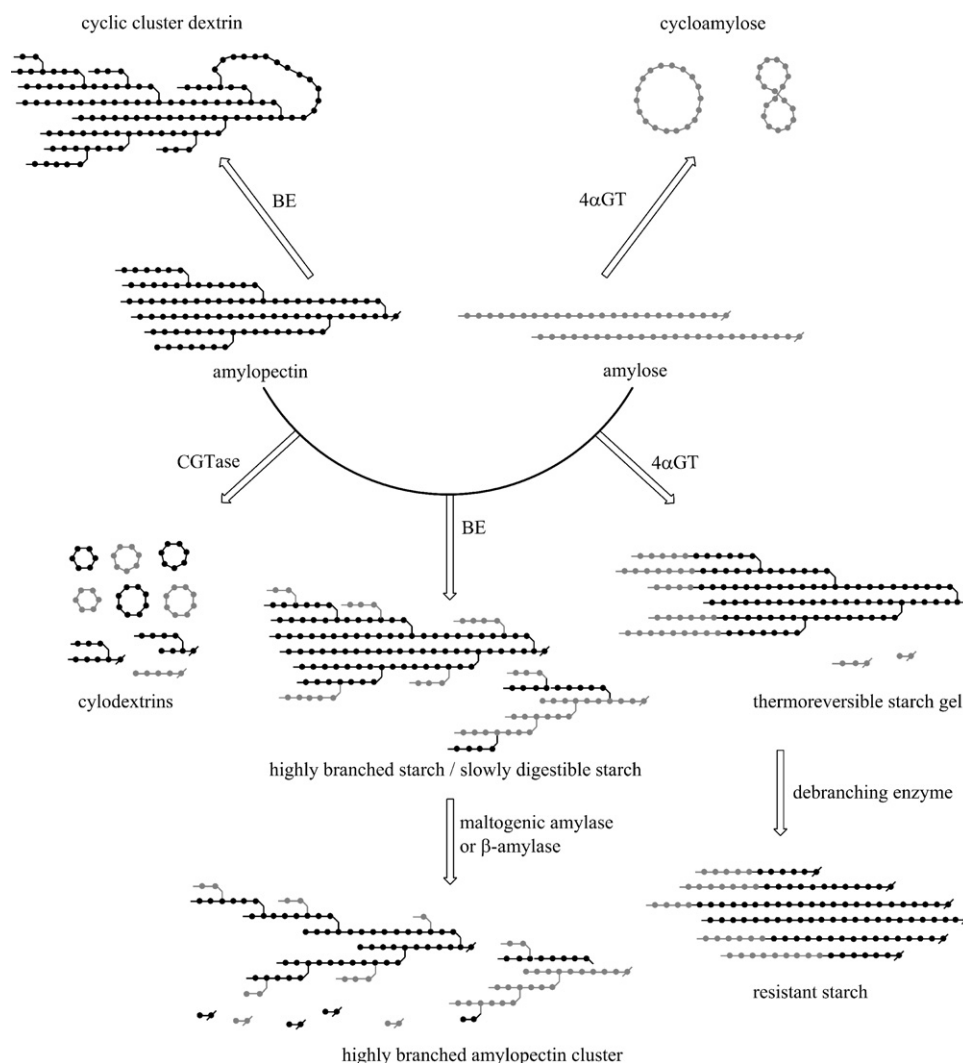 cyclic cluster dextrin
cycloamylose
BE
4αGT
amylopectin
amylose
CGTase
4αGT
BE
cylodextrins
thermoreversible starch gel
highly branched starch / slowly digestible starch
debranching enzyme
maltogenic amylase
or β-amylase
resistant starch
highly branched amylopectin cluster